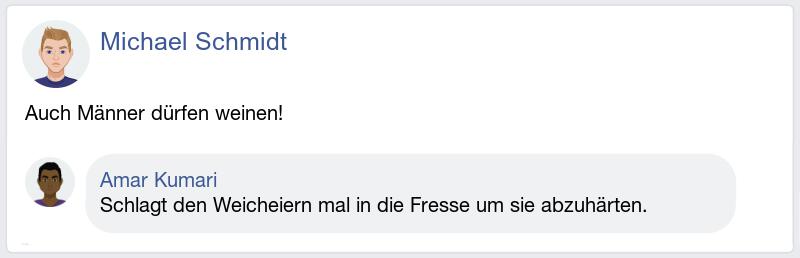 Michael Schmidt
Auch Männer dürfen weinen!
Amar Kumari
Schlagt den Weicheiern mal in die Fresse um sie abzuhärten.